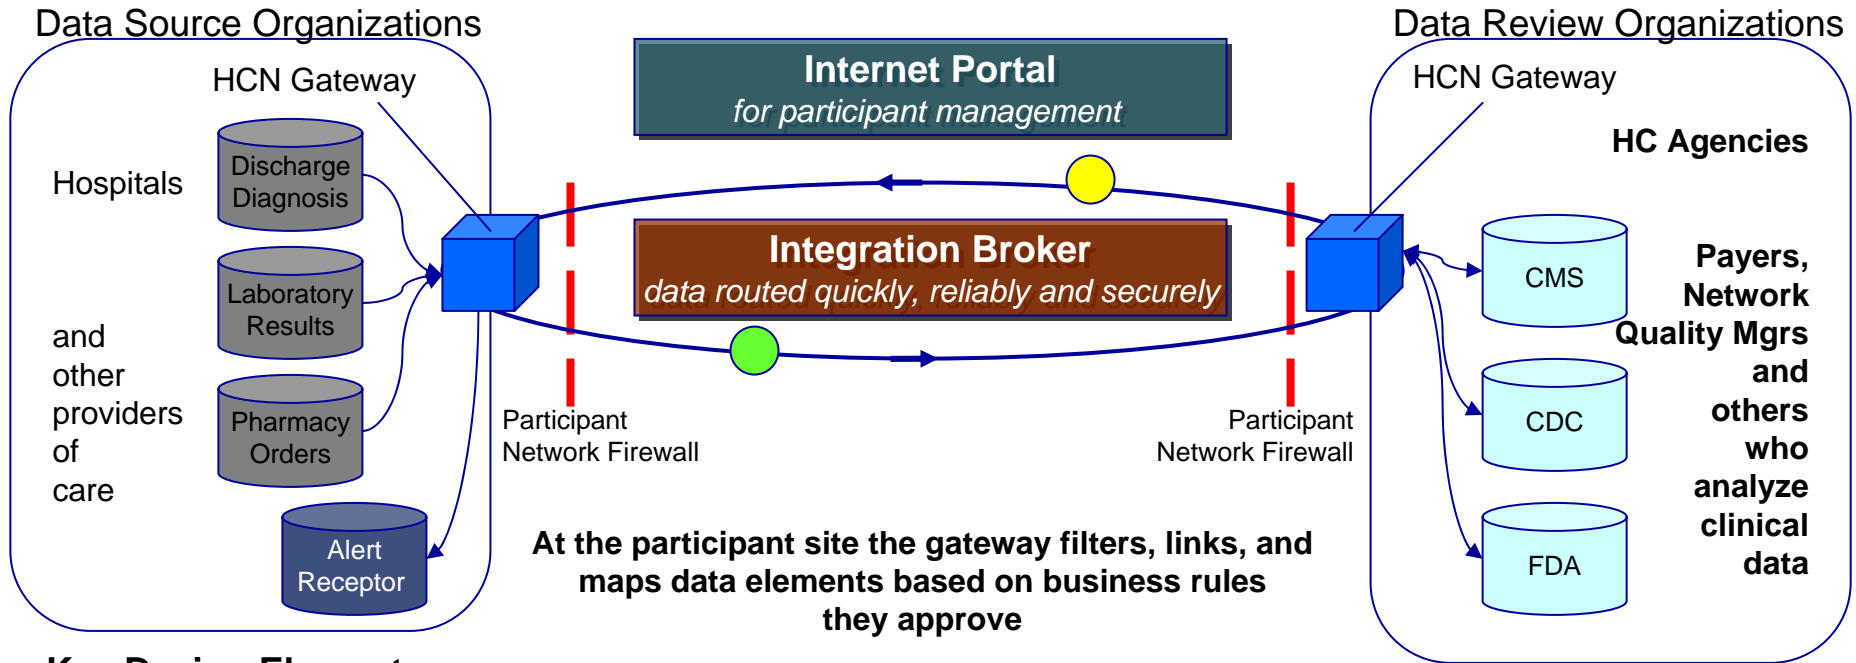 Data Source Organizations
Data Review Organizations
HCN Gateway
Hospitals
and
other
providers
of
care
Discharge
Diagnosis
Laboratory
Results
Pharmacy
Orders
Alert
Receptor
Internet Portal
for participant management
Integration Broker
data routed quickly, reliably and securely
Participant
Network Firewall
Participant
Network Firewall
At the participant site the gateway filters, links, and
maps data elements based on business rules
they approve
HCN Gateway
HC Agencies
CMS
CDC
FDA
Payers,
Network
Quality Mgrs
and
others
who
analyze
clinical
data